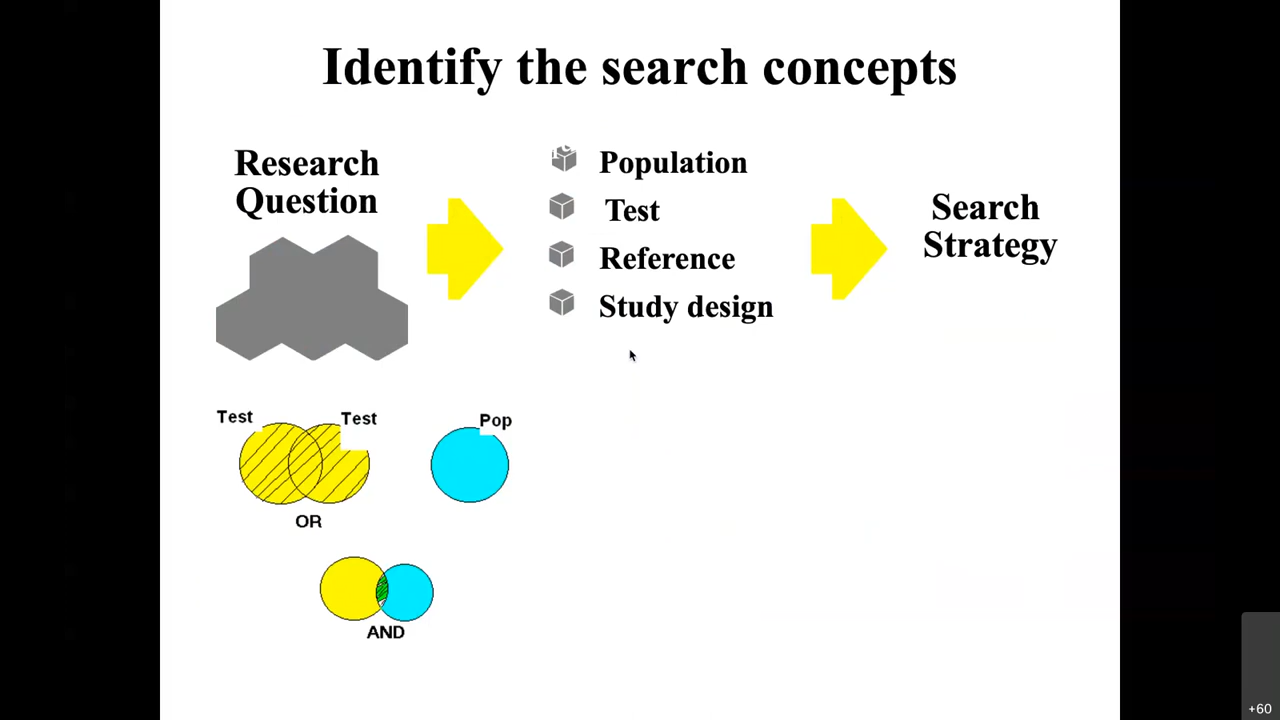 Identify the search concepts
Research
Question
Population
Test
Reference
Study design
Search
Strategy
Test
Test
Pop
OR
AND
+60